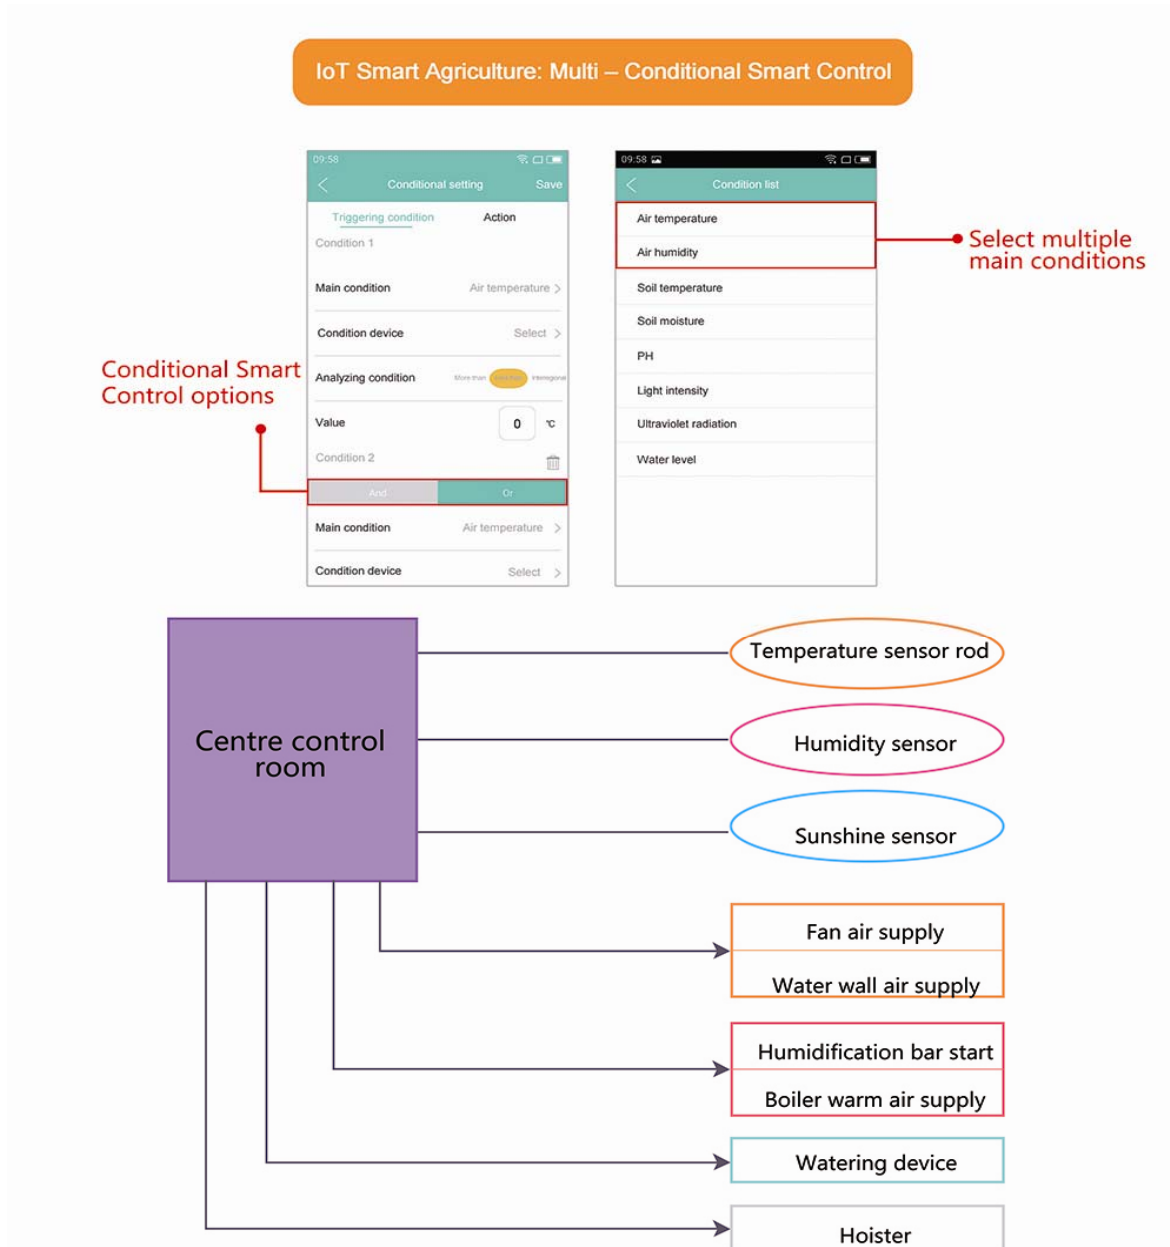 IoT Smart Agriculture: Multi – Conditional Smart Control
09:58
Conditional setting
Save
Triggering condition
Action
Condition 1
Main condition
Air temperature
Condition device
Select
Analyzing condition
More than
Interregional
Value
0
℃
Condition 2
And
Or
Main condition
Air temperature
Condition device
Select
Conditional Smart
Control options
09:58
Condition list
Air temperature
Air humidity
Soil temperature
Soil moisture
PH
Light intensity
Ultraviolet radiation
Water level
Select multiple
main conditions
Centre control
room
Temperature sensor rod
Humidity sensor
Sunshine sensor
Fan air supply
Water wall air supply
Humidification bar start
Boiler warm air supply
Watering device
Hoister